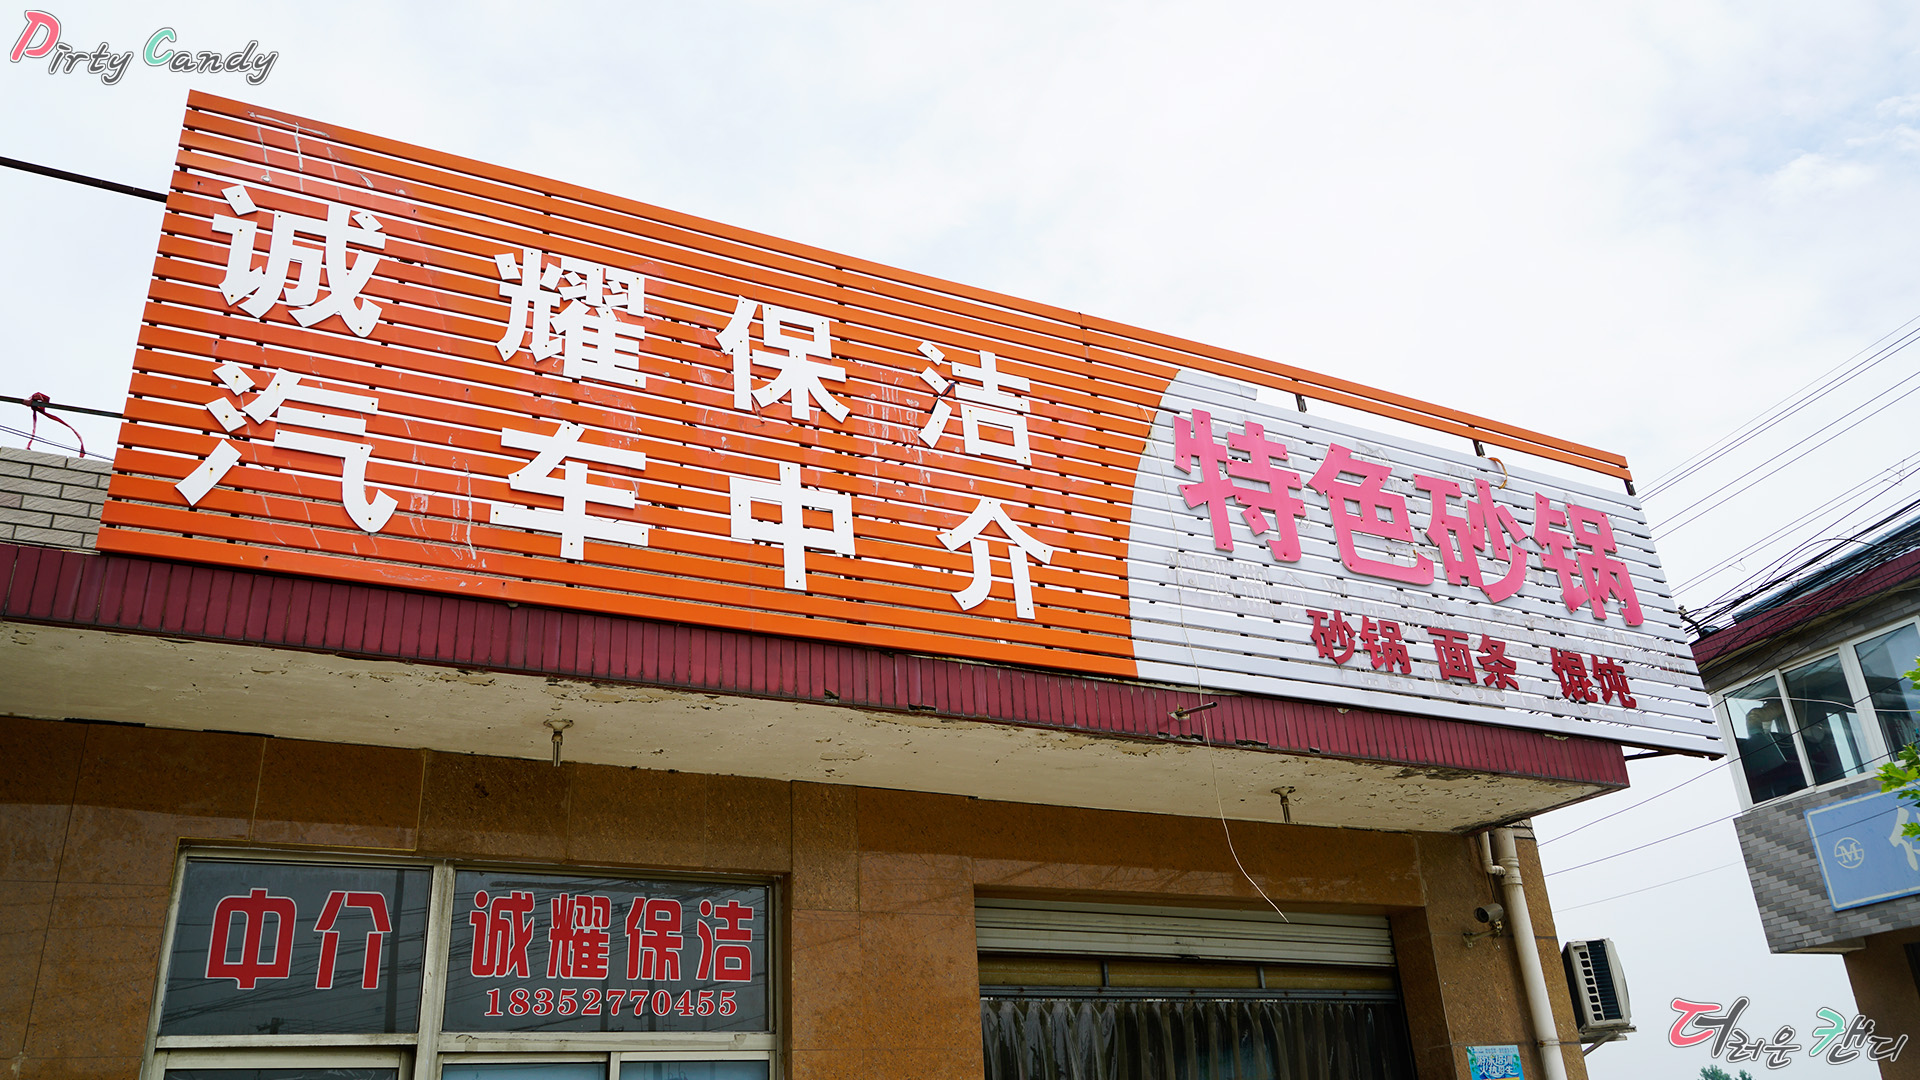 Dirty Candy
诚耀保洁
汽车中介
特色砂锅
砂锅 面条 馄饨
中介
诚耀保洁
18352770455
M
더러운 캔디